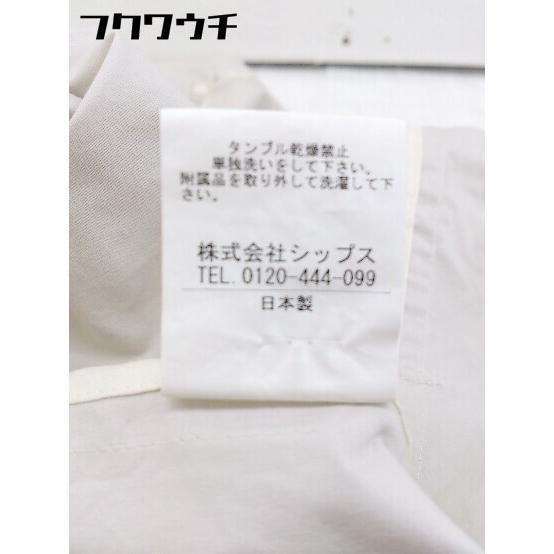 フクワウチ
タンブル乾燥禁止
単独洗いをして下さい。
附属品を取り外して洗濯して下
さい。
株式会社シップス
TEL.0120-444-099
日本製